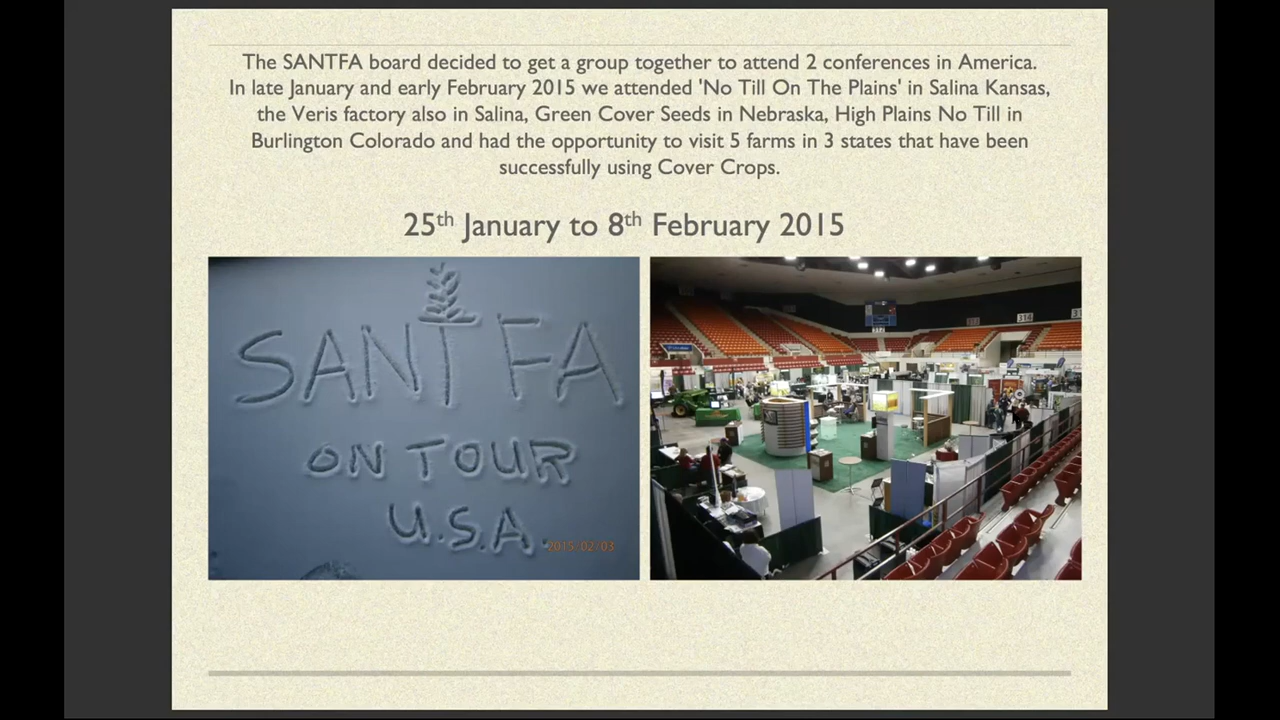 The SANTFA board decided to get a group together to attend 2 conferences in America.
In late January and early February 2015 we attended 'No Till On The Plains' in Salina Kansas,
the Veris factory also in Salina, Green Cover Seeds in Nebraska, High Plains No Till in
Burlington Colorado and had the opportunity to visit 5 farms in 3 states that have been
successfully using Cover Crops.
25th January to 8th February 2015
SANTFA
ON TOUR
U.S.A.
2015/02/03
314